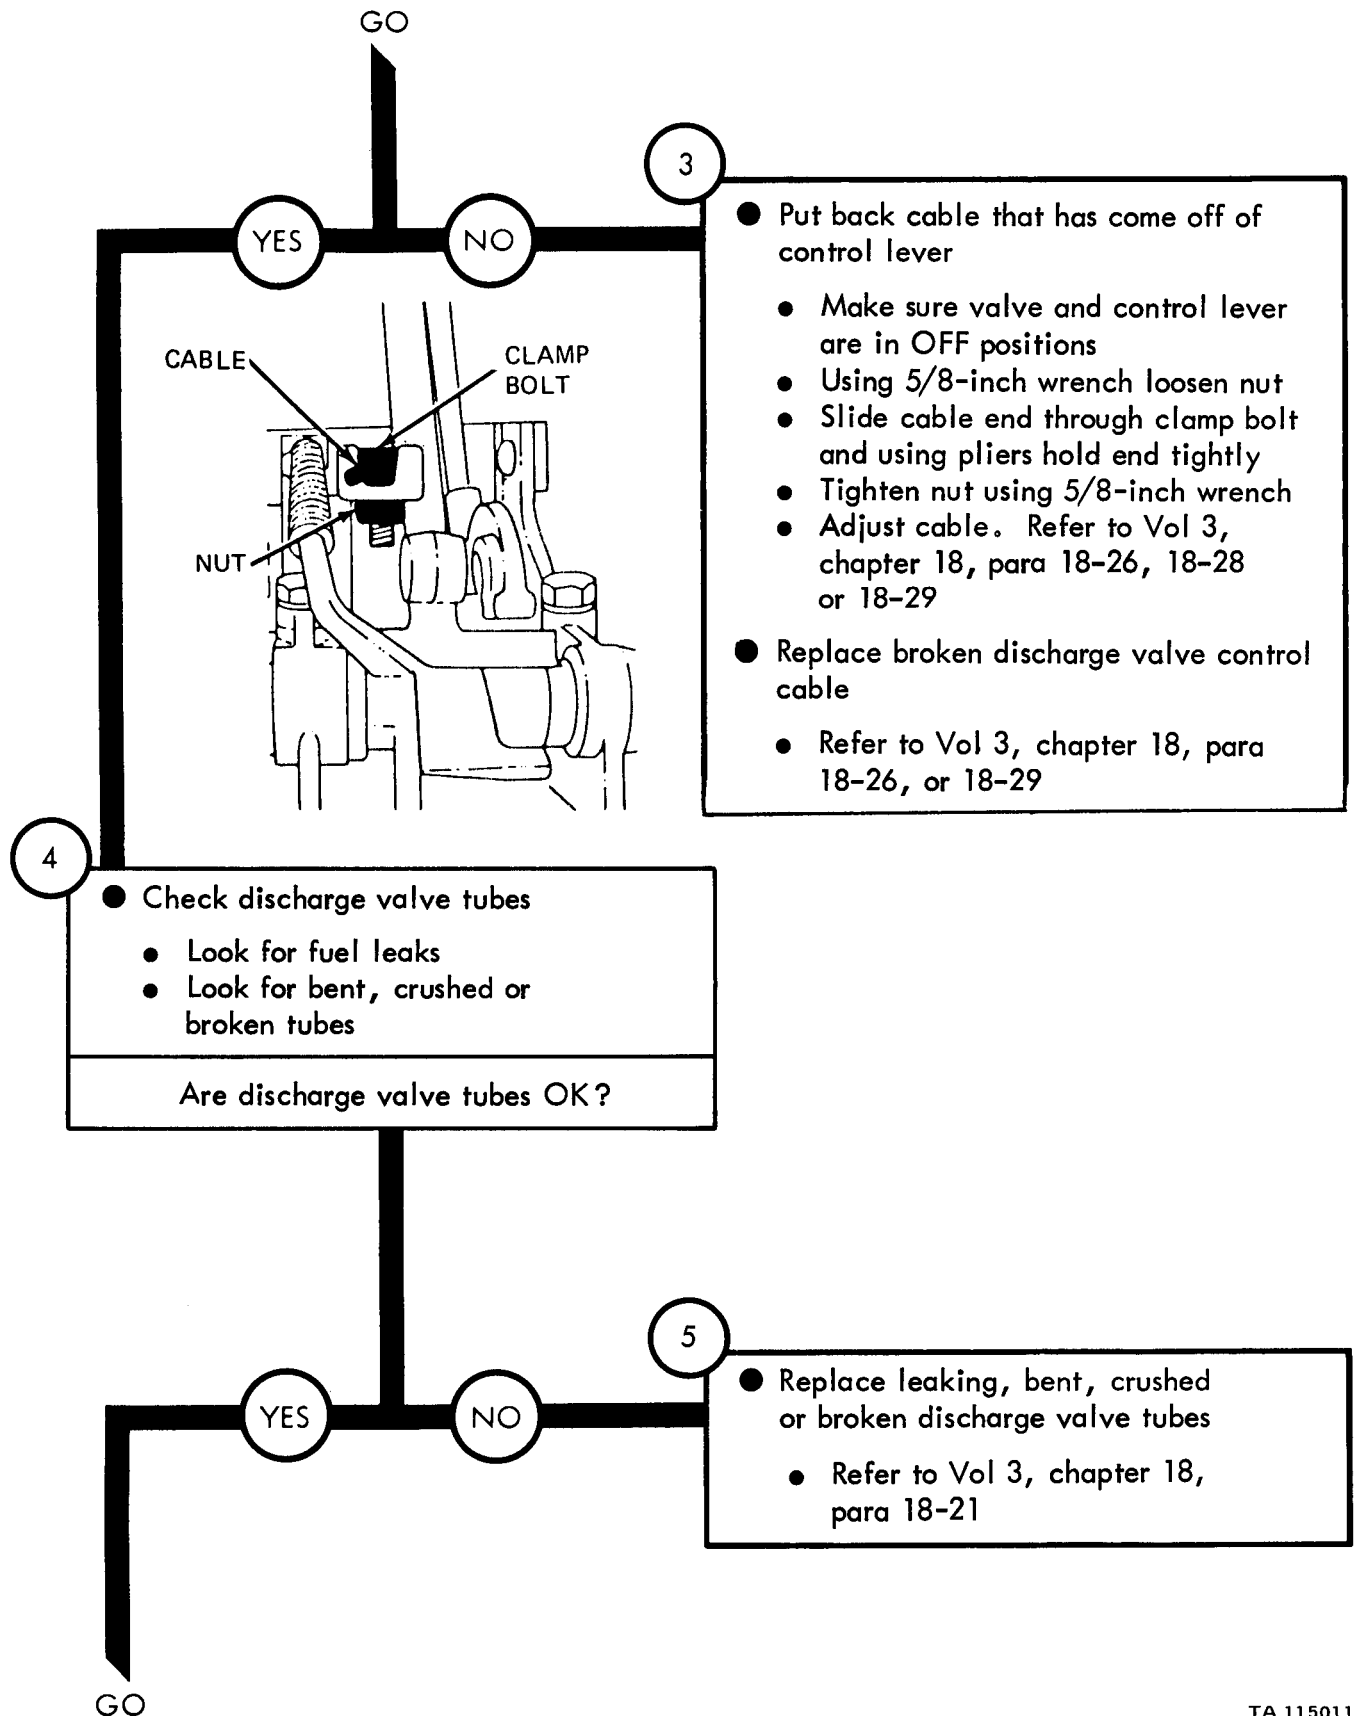 GO
YES
NO
3
● Put back cable that has come off of
control lever
● Make sure valve and control lever
are in OFF positions
● Using 5/8-inch wrench loosen nut
● Slide cable end through clamp bolt
and using pliers hold end tightly
● Tighten nut using 5/8-inch wrench
● Adjust cable. Refer to Vol 3,
chapter 18, para 18-26, 18-28
or 18-29
● Replace broken discharge valve control
cable
● Refer to Vol 3, chapter 18, para
18-26, or 18-29
CABLE
CLAMP
BOLT
NUT
4
● Check discharge valve tubes
● Look for fuel leaks
● Look for bent, crushed or
broken tubes
Are discharge valve tubes OK?
YES
NO
5
● Replace leaking, bent, crushed
or broken discharge valve tubes
● Refer to Vol 3, chapter 18,
para 18-21
GO
TA 115011